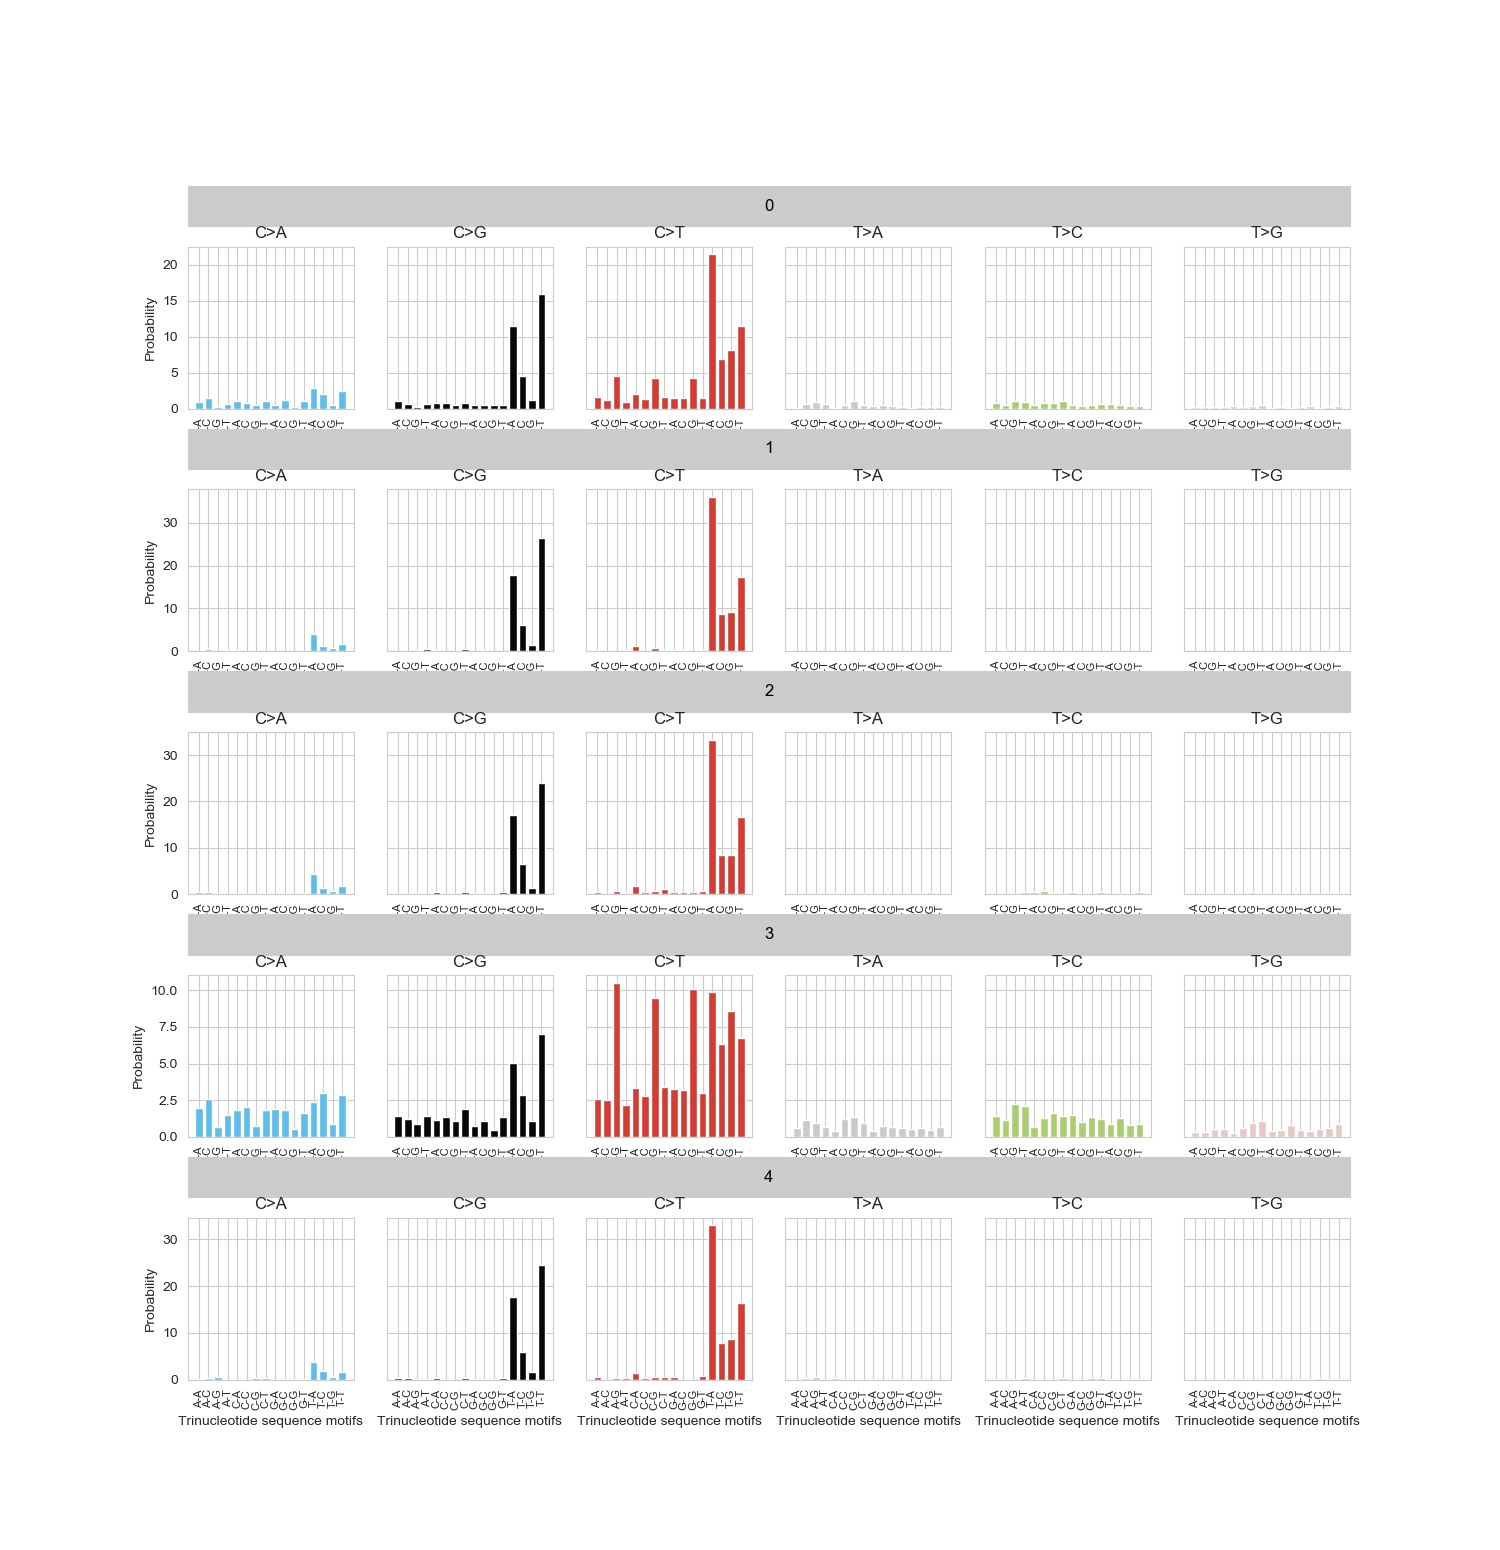 0
C>A C>G C>T T>A T>C T>G
20
15
10
5
0
Probability
1
C>A C>G C>T T>A T>C T>G
30
20
10
0
Probability
2
C>A C>G C>T T>A T>C T>G
30
20
10
0
Probability
3
C>A C>G C>T T>A T>C T>G
10.0
7.5
5.0
2.5
0.0
Probability
4
C>A C>G C>T T>A T>C T>G
30
20
10
0
Probability
A-A A-C A-G A-T C-A C-C C-G C-T G-A G-C G-G G-T T-A T-C T-G T-T
A-A A-C A-G A-T C-A C-C C-G C-T G-A G-C G-G G-T T-A T-C T-G T-T
A-A A-C A-G A-T C-A C-C C-G C-T G-A G-C G-G G-T T-A T-C T-G T-T
A-A A-C A-G A-T C-A C-C C-G C-T G-A G-C G-G G-T T-A T-C T-G T-T
A-A A-C A-G A-T C-A C-C C-G C-T G-A G-C G-G G-T T-A T-C T-G T-T
A-A A-C A-G A-T C-A C-C C-G C-T G-A G-C G-G G-T T-A T-C T-G T-T
Trinucleotide sequence motifs Trinucleotide sequence motifs Trinucleotide sequence motifs Trinucleotide sequence motifs Trinucleotide sequence motifs Trinucleotide sequence motifs